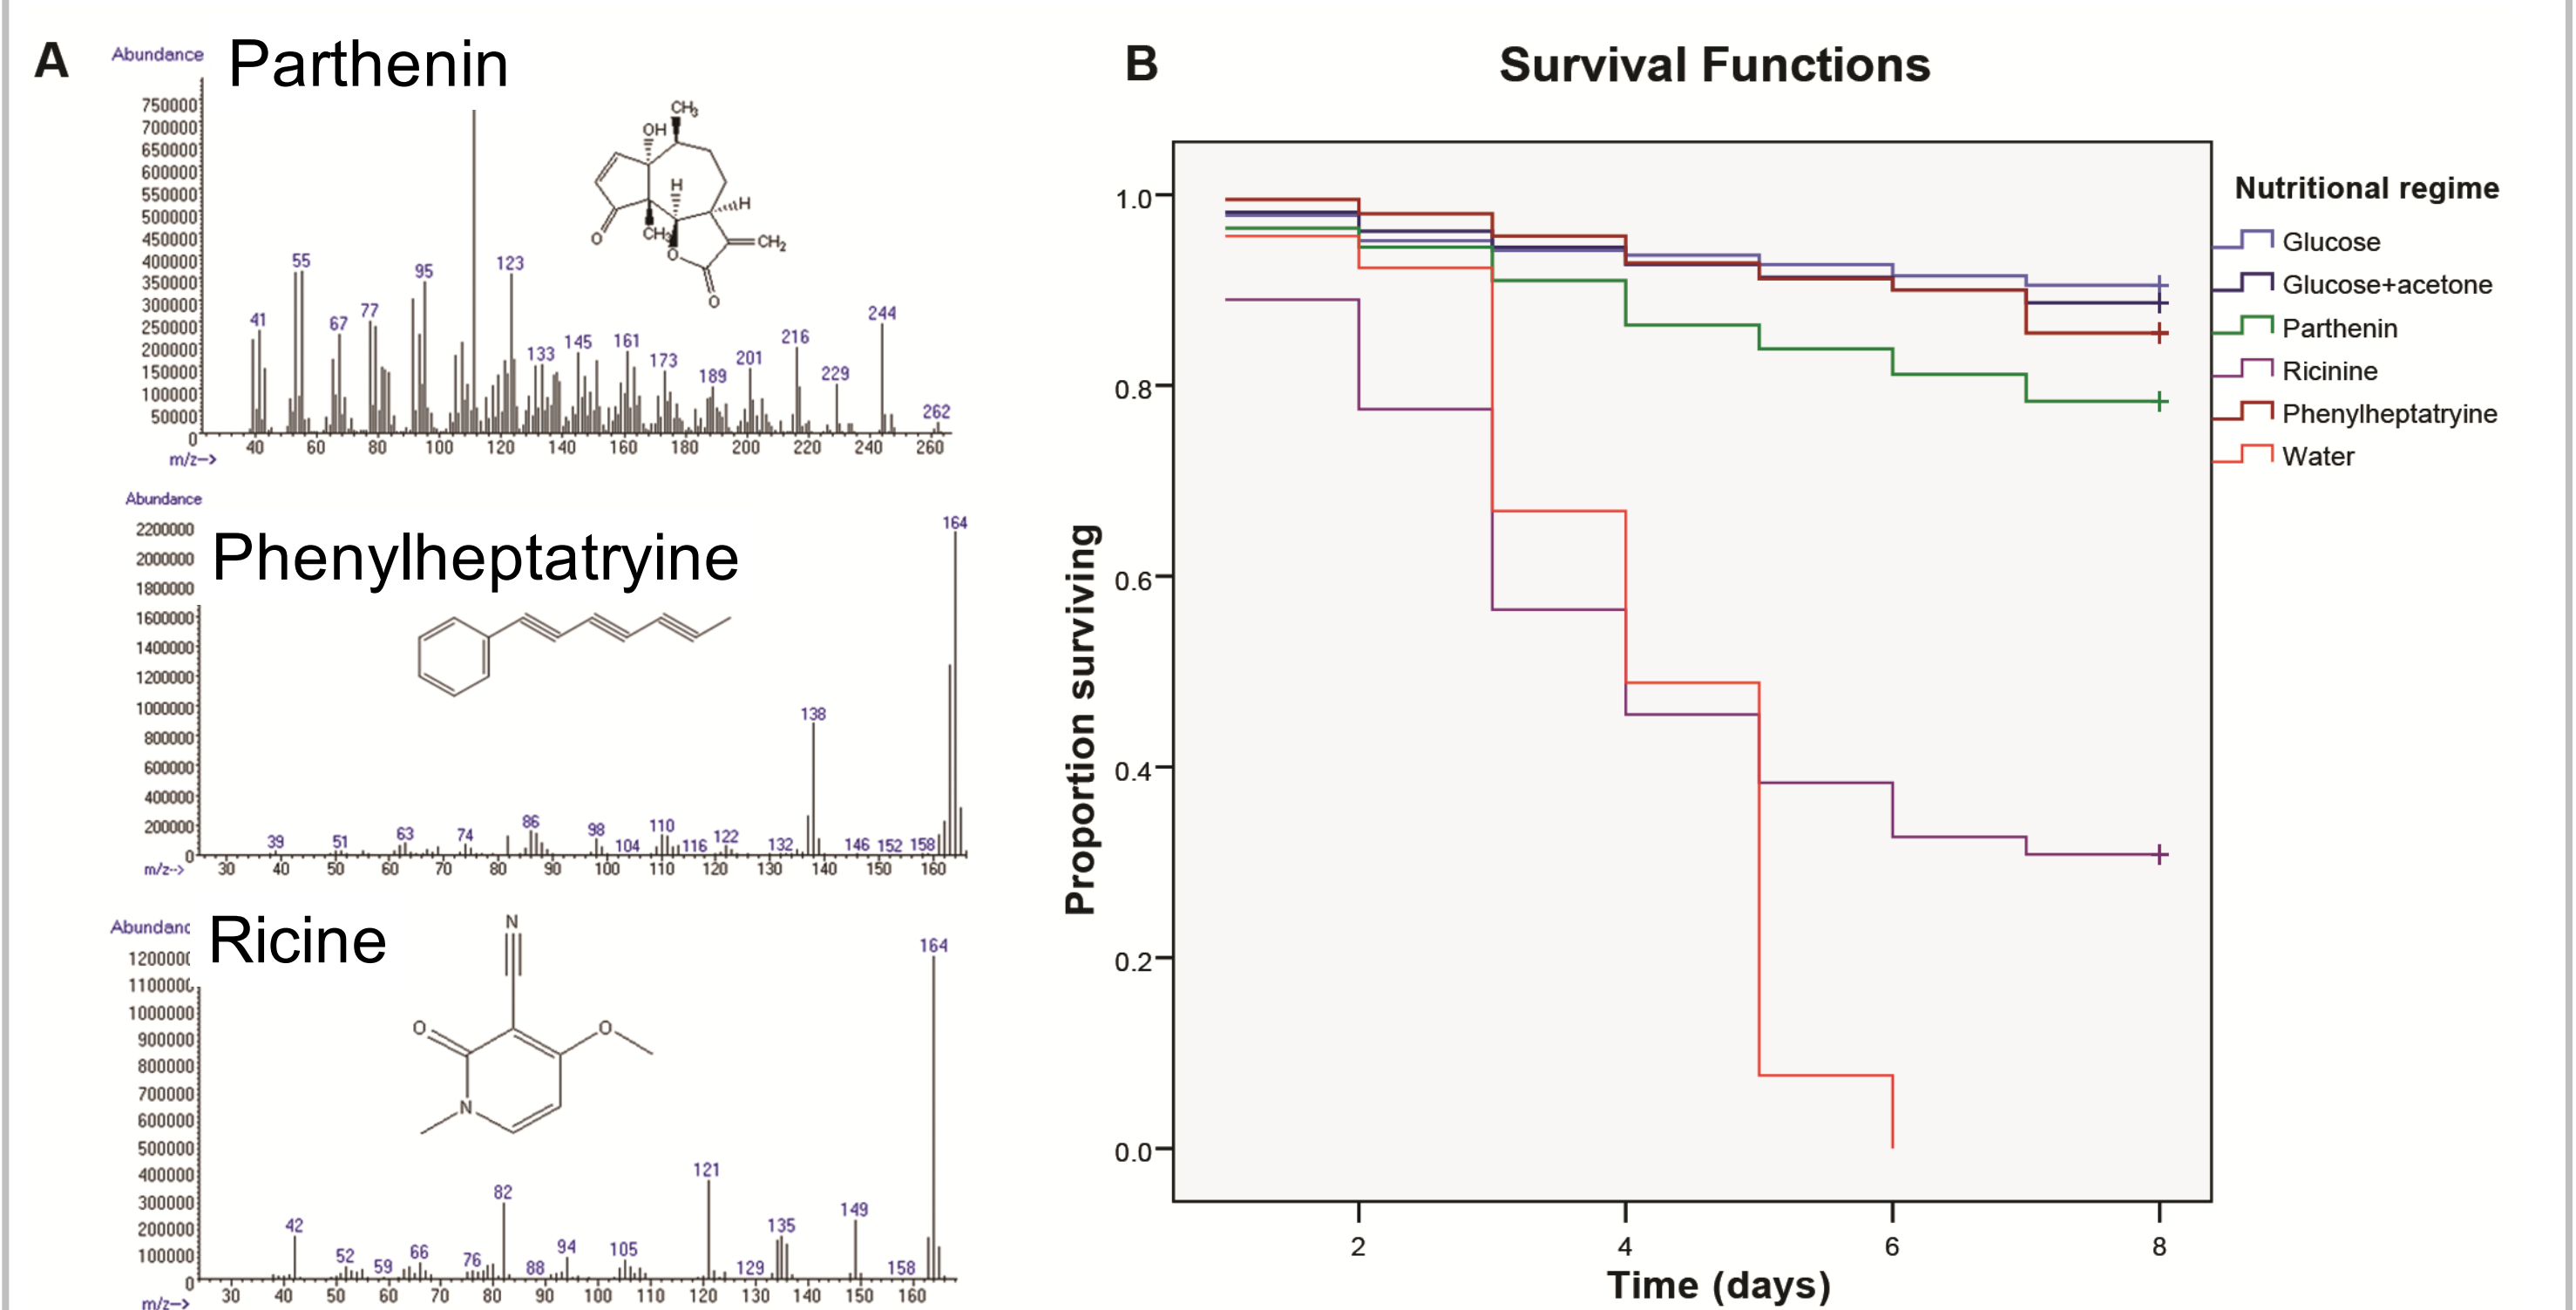 A
Abundance
Parthenin
750000
700000
650000
600000
550000
500000
450000
400000
350000
300000
250000
200000
150000
100000
50000
0
41
55
67
77
95
123
133
145
161
173
189
201
216
229
244
262
CH3
OH
H
H
CH3
O
O
CH2
O
40 60 80 100 120 140 160 180 200 220 240 260
m/z-->
Abundance
Phenylheptatryine
2200000
2000000
1800000
1600000
1400000
1200000
1000000
800000
600000
400000
200000
0
39
51
63
74
86
98
104
110
116
122
132
138
146
152
158
164
30 40 50 60 70 80 90 100 110 120 130 140 150 160
m/z-->
Abundanc
Ricine
1200000
1100000
1000000
900000
800000
700000
600000
500000
400000
300000
200000
100000
0
N
O
O
N
42
52
59
66
76
82
88
94
105
121
129
135
149
158
164
30 40 50 60 70 80 90 100 110 120 130 140 150 160
m/z-->
B
Survival Functions
Proportion surviving
1.0
0.8
0.6
0.4
0.2
0.0
2 4 6 8
Time (days)
Nutritional regime
Glucose
Glucose+acetone
Parthenin
Ricinine
Phenylheptatryine
Water